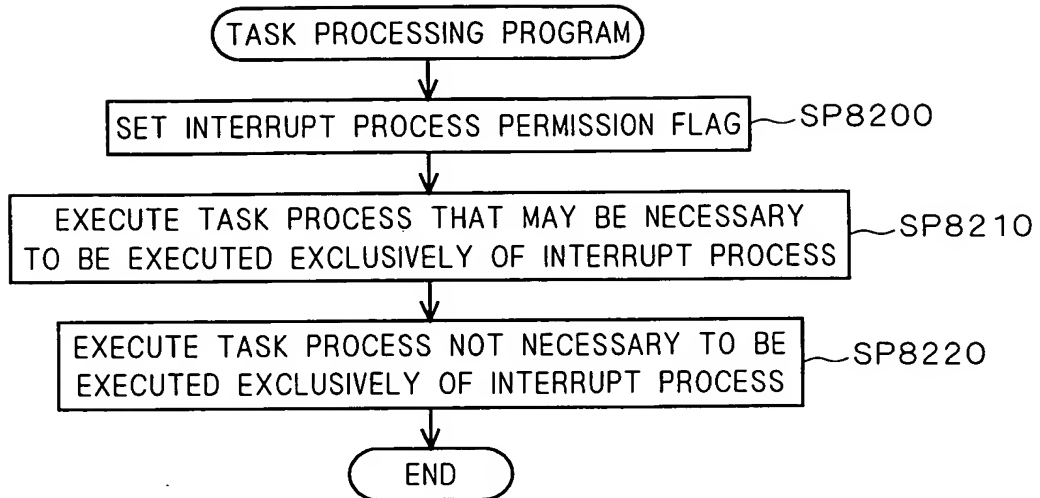 TASK PROCESSING PROGRAM
SET INTERRUPT PROCESS PERMISSION FLAG
SP8200
EXECUTE TASK PROCESS THAT MAY BE NECESSARY
TO BE EXECUTED EXCLUSIVELY OF INTERRUPT PROCESS
SP8210
EXECUTE TASK PROCESS NOT NECESSARY TO BE
EXECUTED EXCLUSIVELY OF INTERRUPT PROCESS
SP8220
END